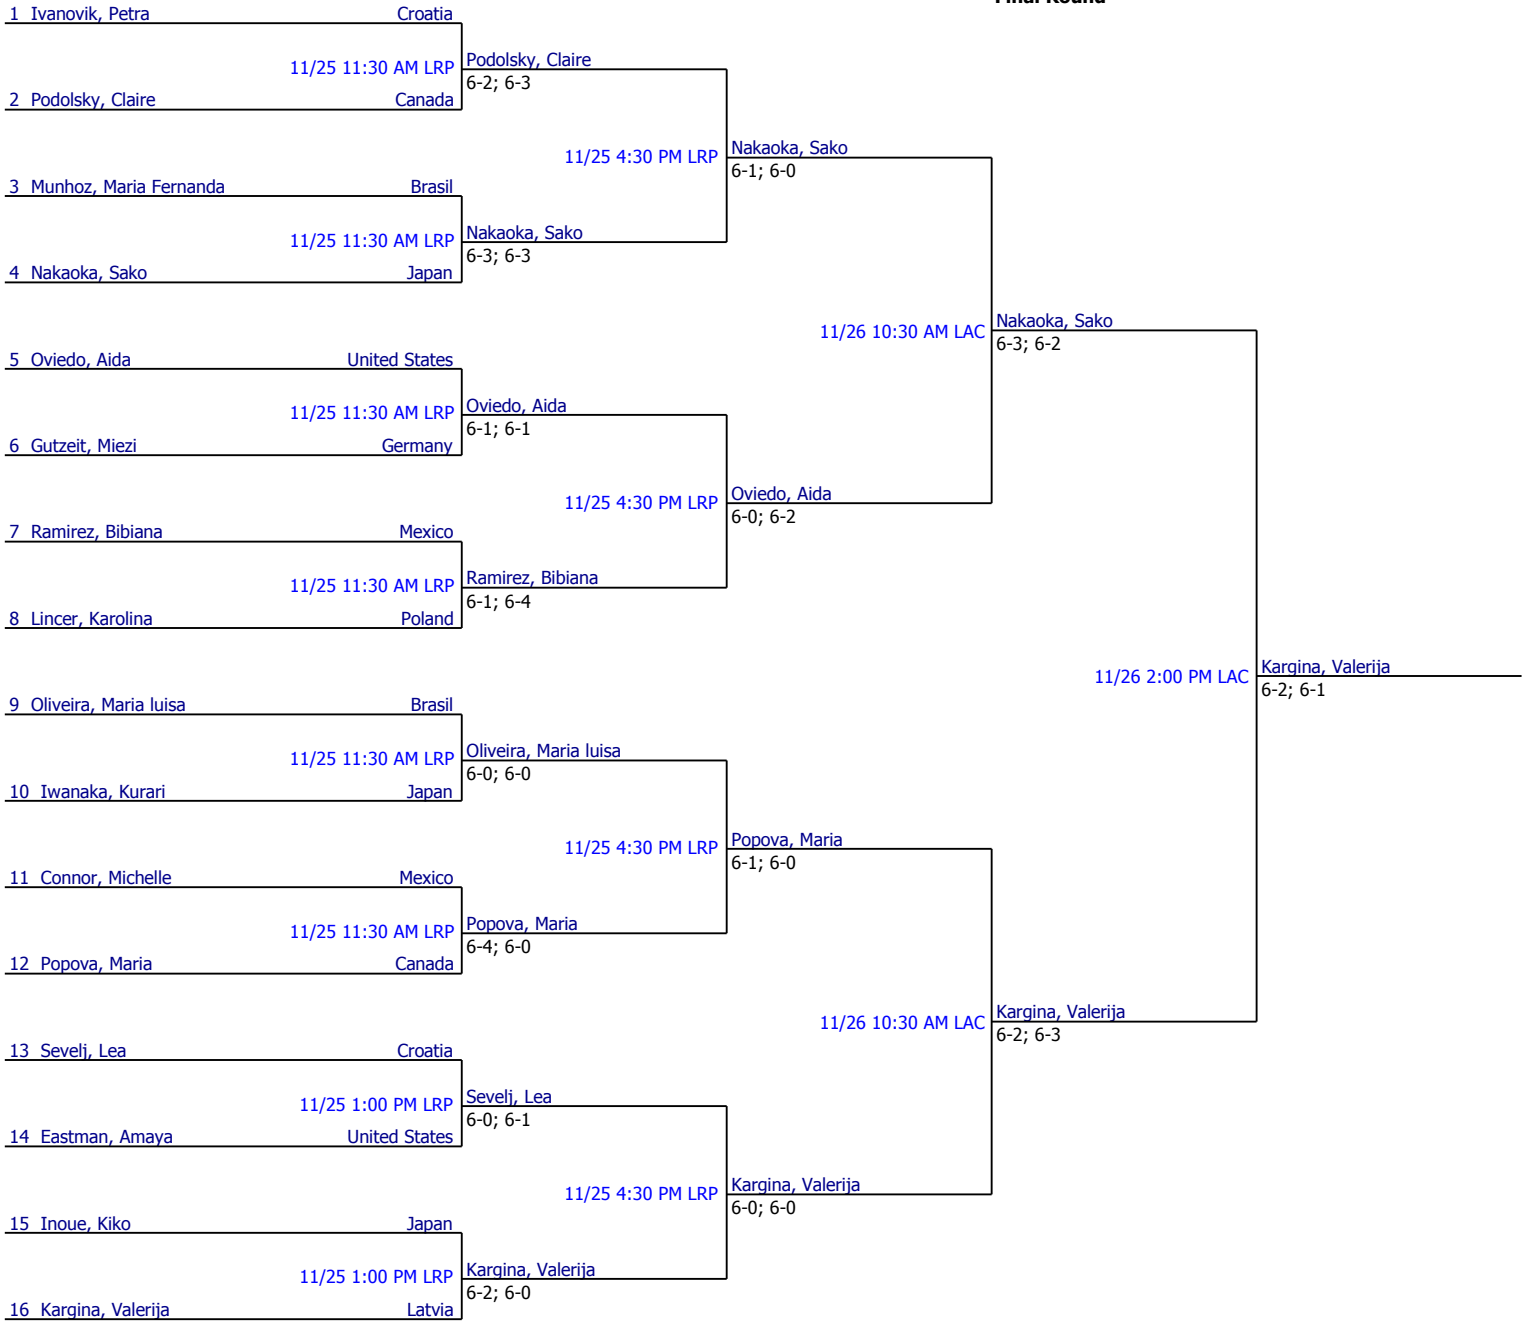 Final Round
1 Ivanovik, Petra Croatia
11/25 11:30 AM LRP Podolsky, Claire
6-2; 6-3
2 Podolsky, Claire Canada
11/25 4:30 PM LRP Nakaoka, Sako
6-1; 6-0
3 Munhoz, Maria Fernanda Brasil
11/25 11:30 AM LRP Nakaoka, Sako
6-3; 6-3
4 Nakaoka, Sako Japan
11/26 10:30 AM LAC Nakaoka, Sako
6-3; 6-2
5 Oviedo, Aida United States
11/25 11:30 AM LRP Oviedo, Aida
6-1; 6-1
6 Gutzeit, Miezi Germany
11/25 4:30 PM LRP Oviedo, Aida
6-0; 6-2
7 Ramirez, Bibiana Mexico
11/25 11:30 AM LRP Ramirez, Bibiana
6-1; 6-4
8 Lincer, Karolina Poland
11/26 2:00 PM LAC Kargina, Valerija
6-2; 6-1
9 Oliveira, Maria luisa Brasil
11/25 11:30 AM LRP Oliveira, Maria luisa
6-0; 6-0
10 Iwanaka, Kurari Japan
11/25 4:30 PM LRP Popova, Maria
6-1; 6-0
11 Connor, Michelle Mexico
11/25 11:30 AM LRP Popova, Maria
6-4; 6-0
12 Popova, Maria Canada
11/26 10:30 AM LAC Kargina, Valerija
6-2; 6-3
13 Sevelj, Lea Croatia
11/25 1:00 PM LRP Sevelj, Lea
6-0; 6-1
14 Eastman, Amaya United States
11/25 4:30 PM LRP Kargina, Valerija
6-0; 6-0
15 Inoue, Kiko Japan
11/25 1:00 PM LRP Kargina, Valerija
6-2; 6-0
16 Kargina, Valerija Latvia